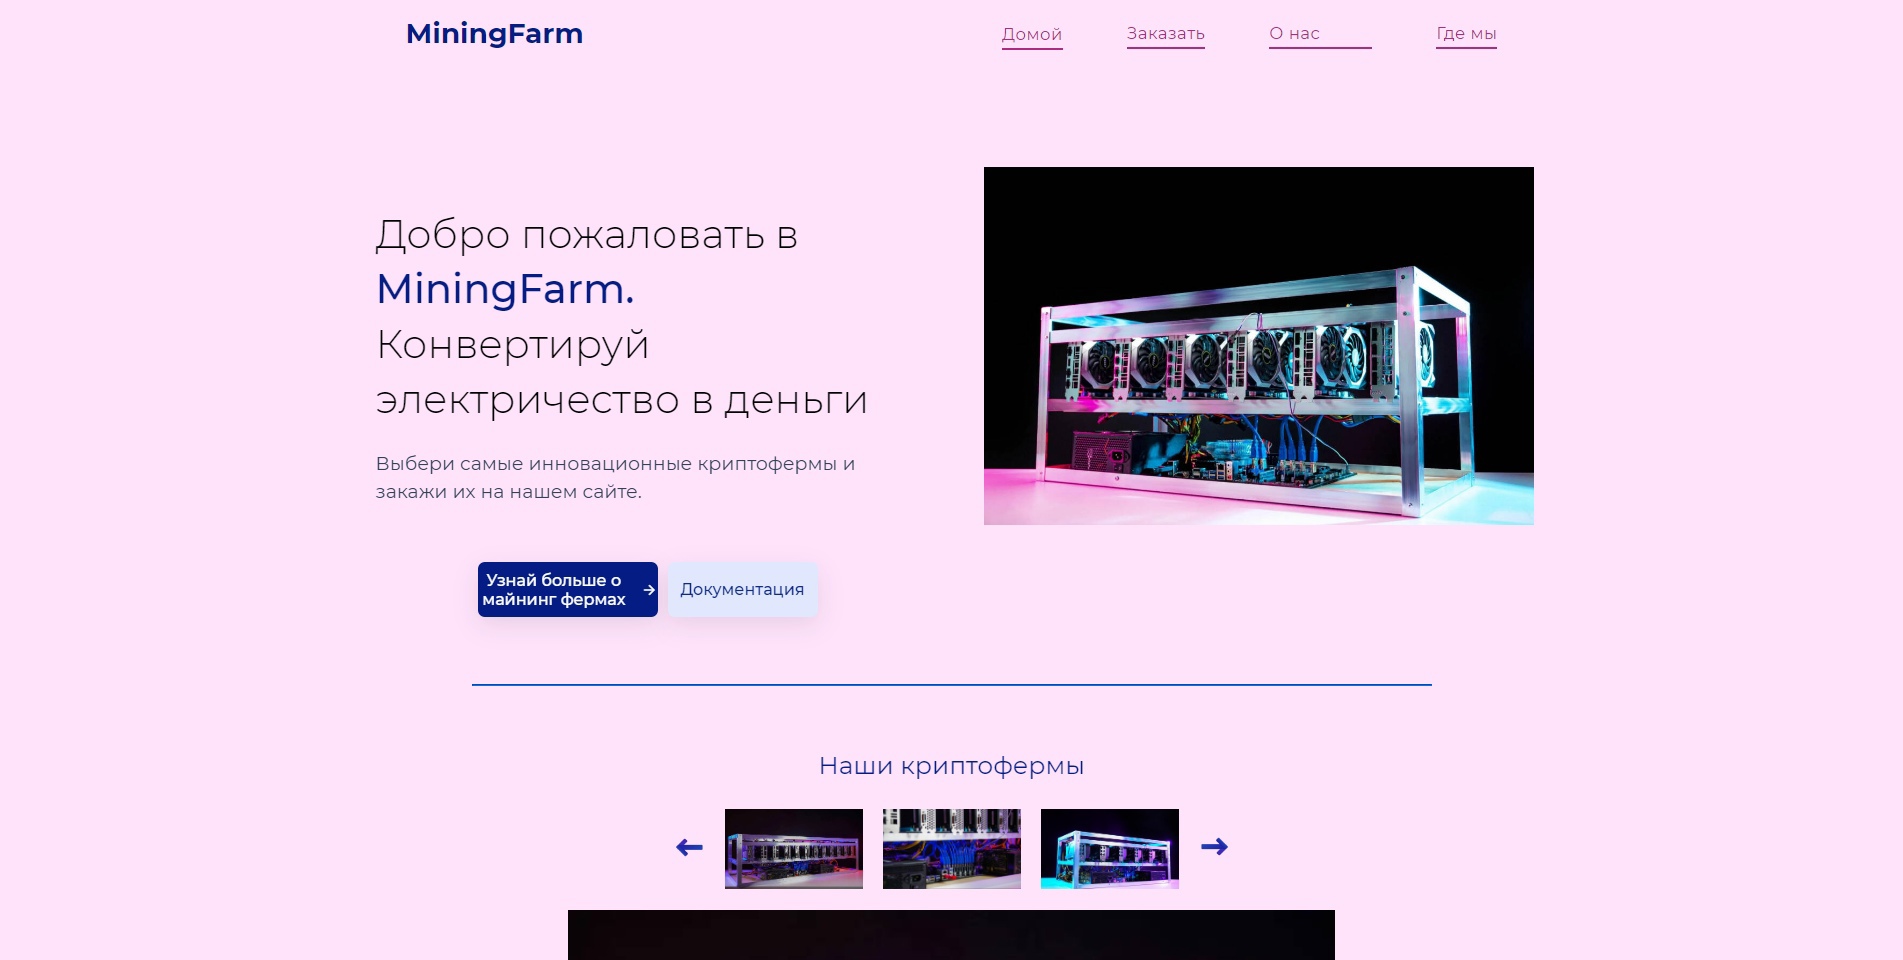 MiningFarm
Домой
Заказать
О нас
Где мы
Добро пожаловать в
MiningFarm.
Конвертируй
электричество в деньги
Выбери самые инновационные криптофермы и
закажи их на нашем сайте.
Узнай больше о
майнинг фермах →
Документация
Наши криптофермы